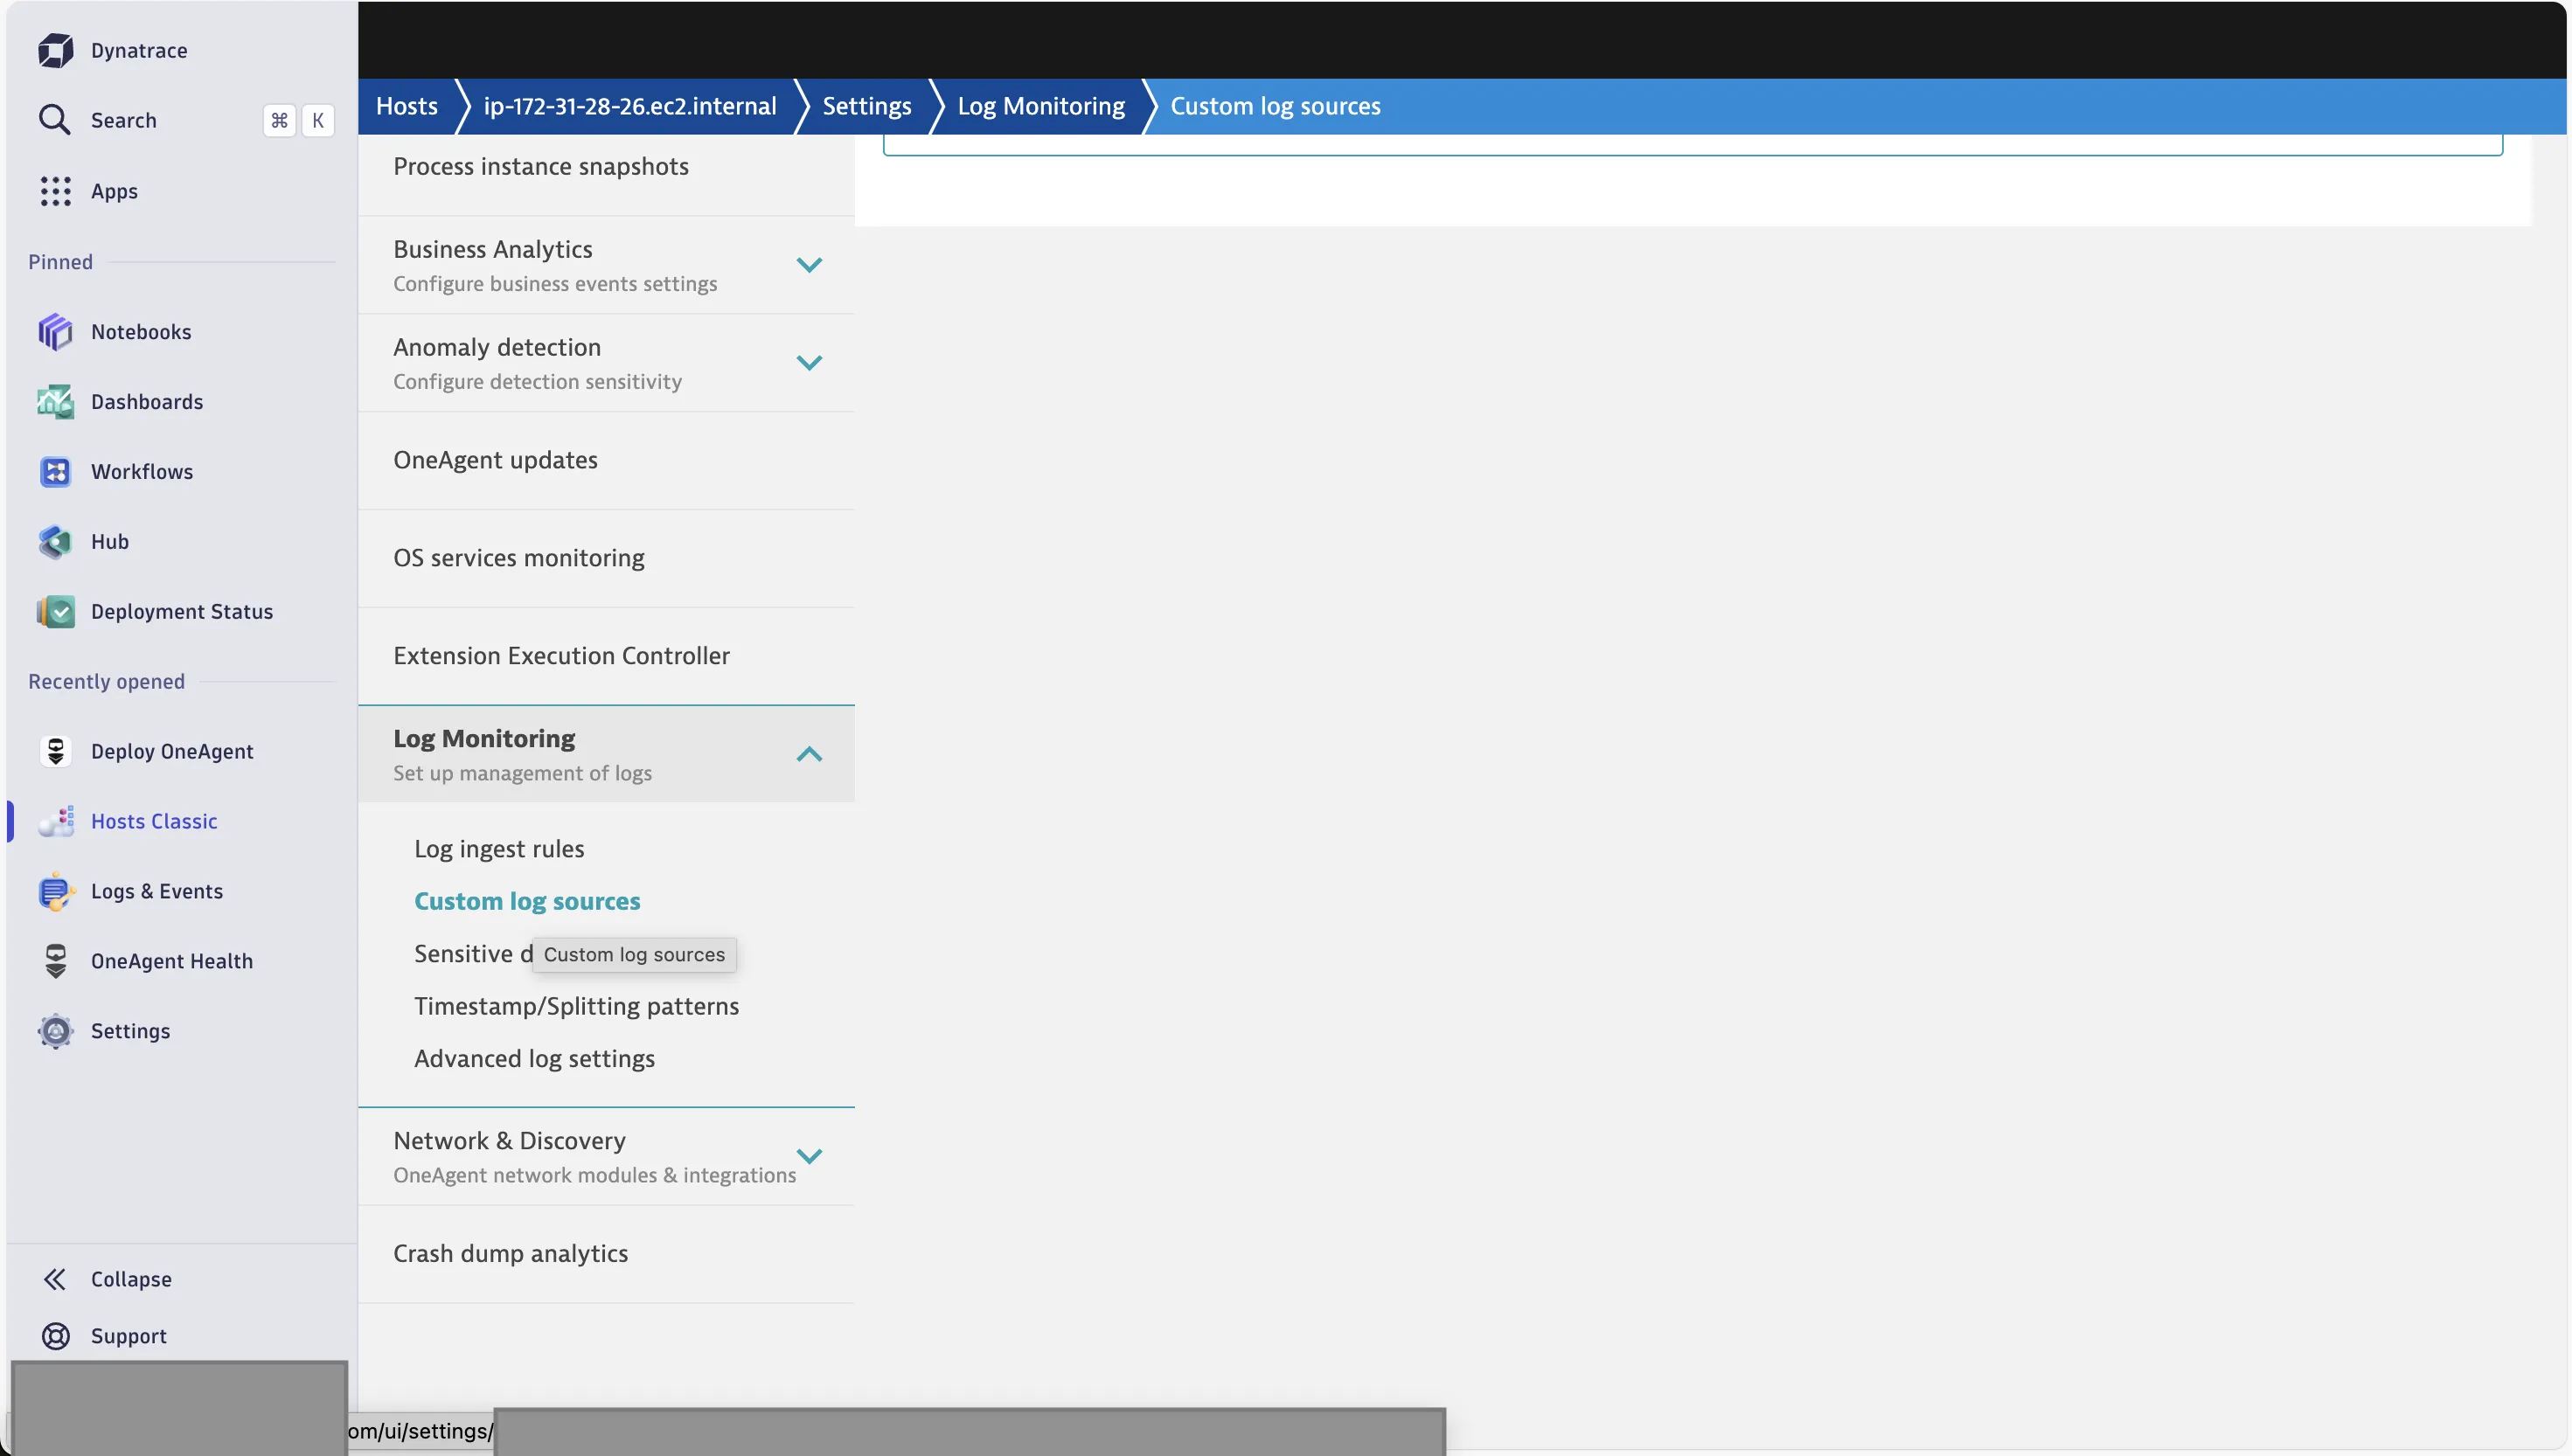 Dynatrace
Search ⌘ K
Apps
Pinned
Notebooks
Dashboards
Workflows
Hub
Deployment Status
Recently opened
Deploy OneAgent
Hosts Classic
Logs & Events
OneAgent Health
Settings
Collapse
Support
Hosts
ip-172-31-28-26.ec2.internal
Settings
Log Monitoring
Custom log sources
Process instance snapshots
Business Analytics
Configure business events settings
Anomaly detection
Configure detection sensitivity
OneAgent updates
OS services monitoring
Extension Execution Controller
Log Monitoring
Set up management of logs
Log ingest rules
Custom log sources
Sensitive d
Custom log sources
Timestamp/Splitting patterns
Advanced log settings
Network & Discovery
OneAgent network modules & integrations
Crash dump analytics
om/ui/settings/